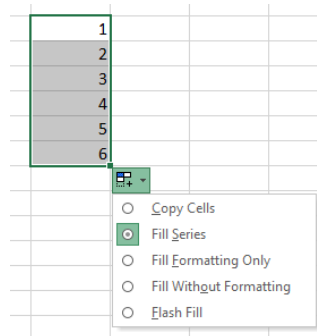 1
2
3
4
5
6
Copy Cells
Fill Series
Fill Formatting Only
Fill Without Formatting
Flash Fill